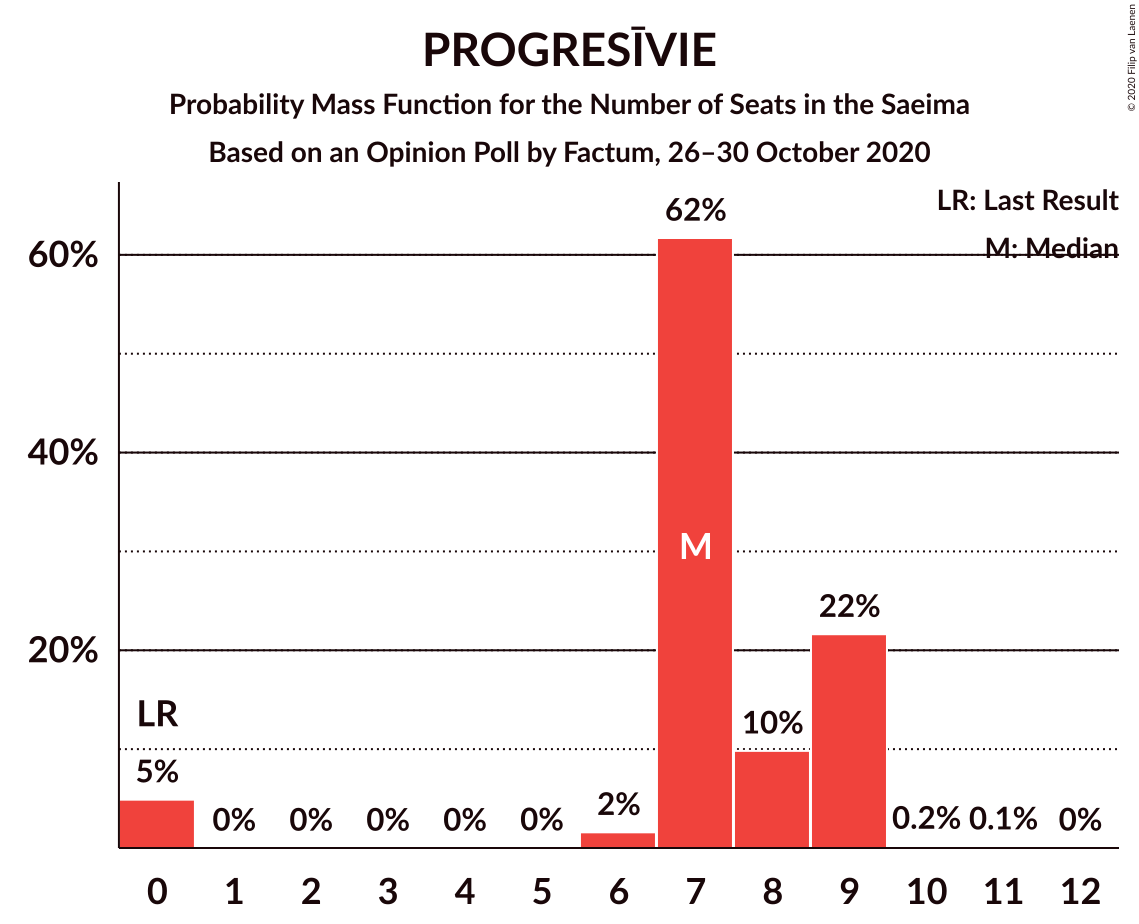 PROGRESĪVIE
Probability Mass Function for the Number of Seats in the Saeima
Based on an Opinion Poll by Factum, 26–30 October 2020
© 2020 Filip van Laenen
LR: Last Result
M: Median
60%
40%
20%
LR
5%
0%
0%
0%
0%
0%
2%
62%
M
10%
22%
0.2%
0.1%
0%
0 1 2 3 4 5 6 7 8 9 10 11 12